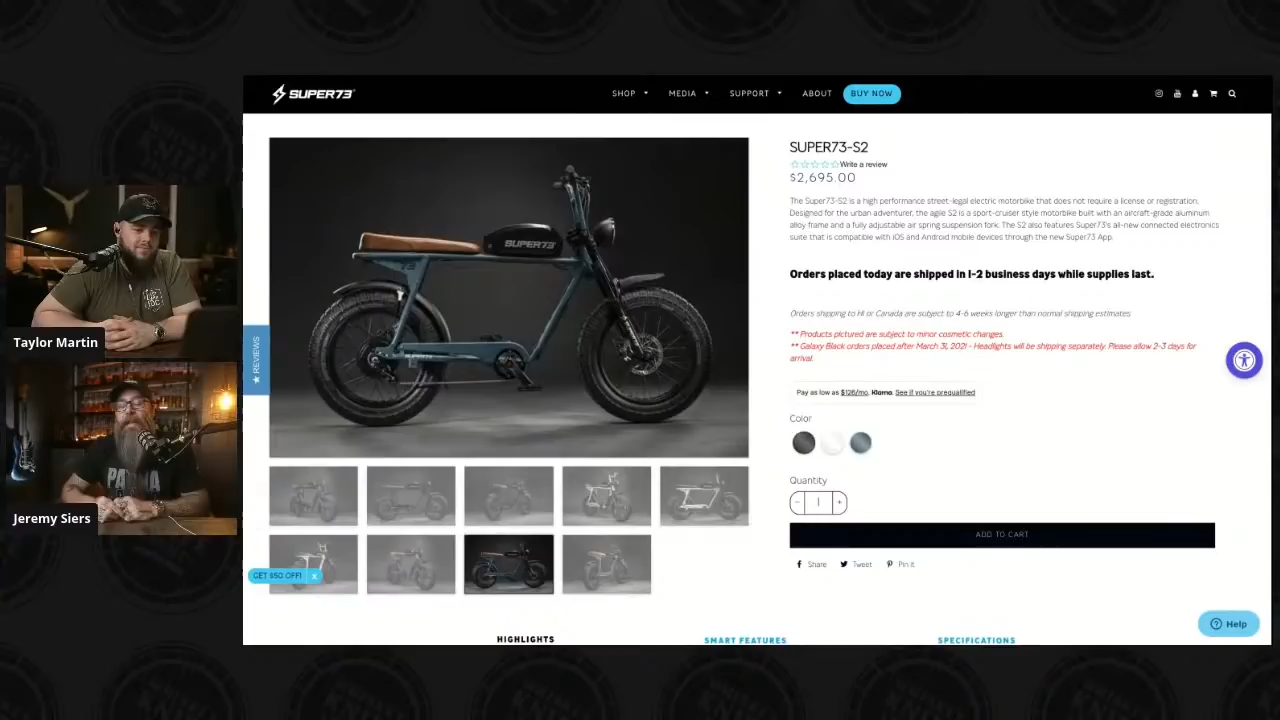 SUPER73
SHOP
MEDIA
SUPPORT
ABOUT
BUY NOW
SUPER73
SUPER73-S2
Write a review
$2,695.00
The Super73-S2 is a high performance street-legal electric motorbike that does not require a license or registration.
Designed for the urban adventurer, the agile S2 is a sport-cruiser style motorbike built with an aircraft-grade aluminum
alloy frame and a fully adjustable air spring suspension fork. The S2 also features Super73's all-new connected electronics
suite that is compatible with iOS and Android mobile devices through the new Super73 App.
Orders placed today are shipped in 1-2 business days while supplies last.
Orders shipping to HI or Canada are subject to 4-6 weeks longer than normal shipping estimates
** Products pictured are subject to minor cosmetic changes.
** Galaxy Black orders placed after March 31, 2021 - Headlights will be shipping separately. Please allow 2-3 days for
arrival.
Pay as low as $126/mo. Klarna. See if you're prequalified
Color
Quantity
- 1 +
ADD TO CART
Share
Tweet
Pin it
★ REVIEWS
GET $50 OFF! X
HIGHLIGHTS
SMART FEATURES
SPECIFICATIONS
Help
Taylor Martin
Jeremy Siers